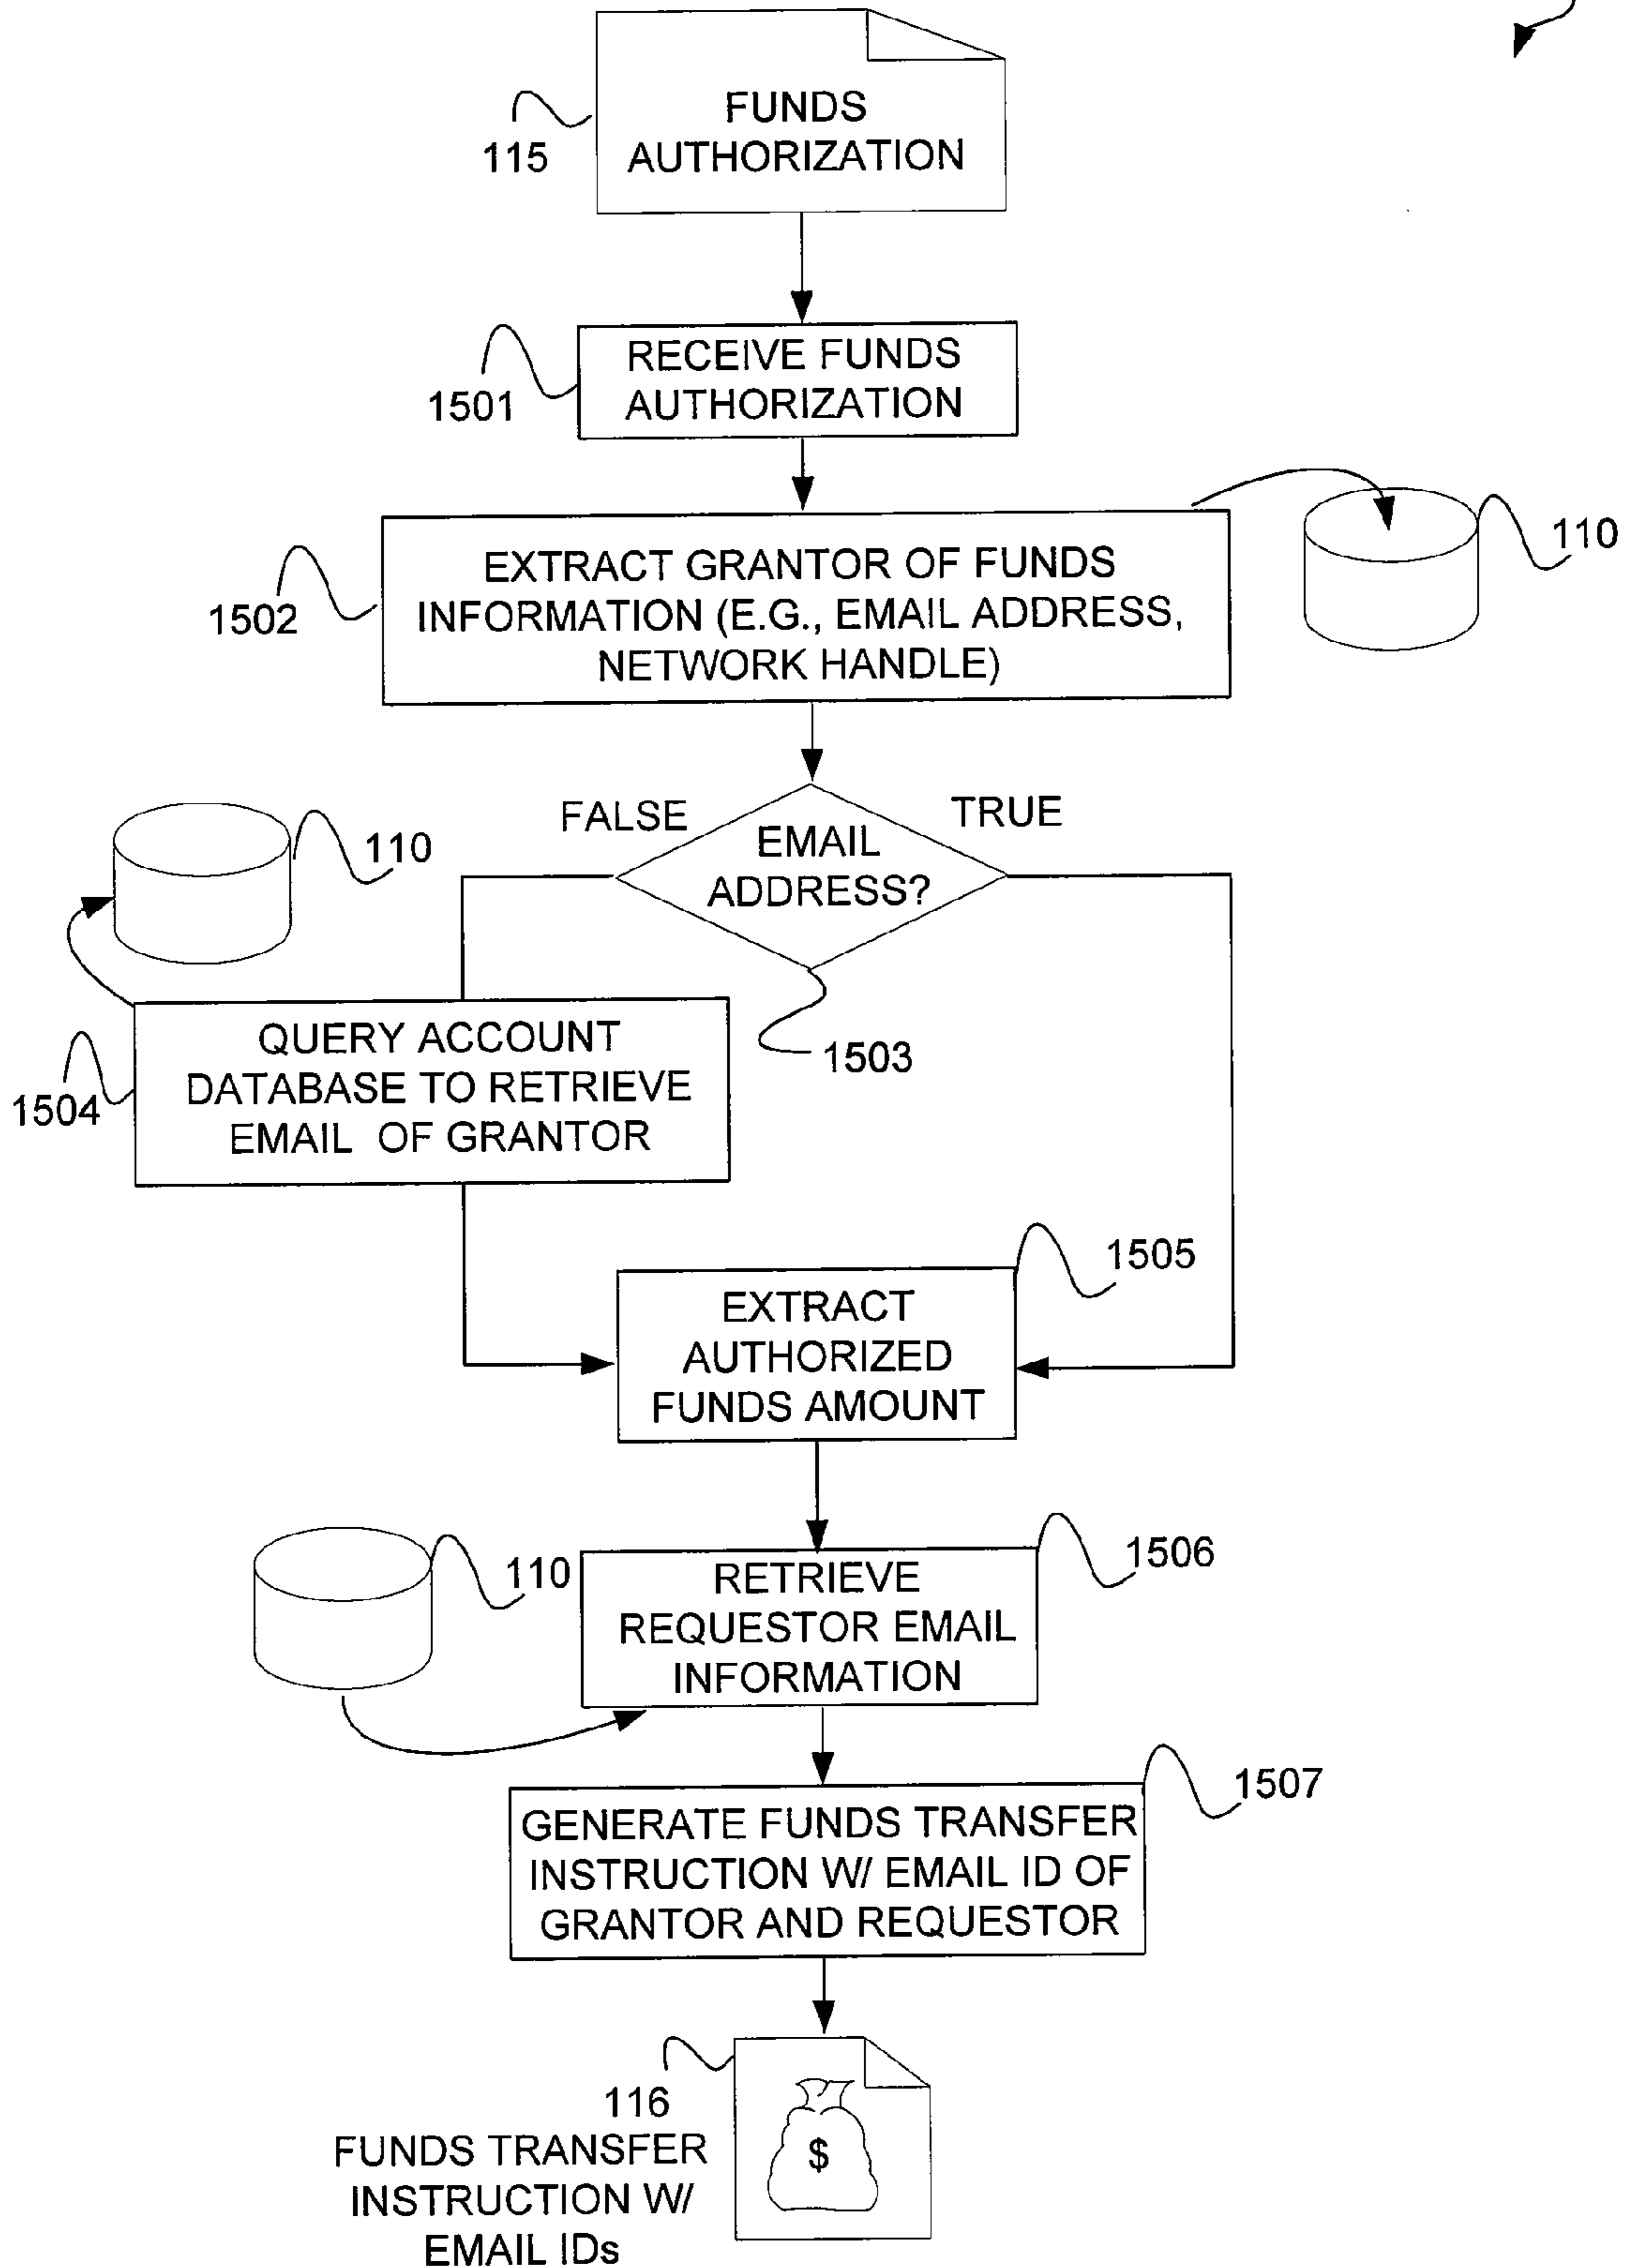 FUNDS
AUTHORIZATION
115
RECEIVE FUNDS
AUTHORIZATION
1501
EXTRACT GRANTOR OF FUNDS
INFORMATION (E.G., EMAIL ADDRESS,
NETWORK HANDLE)
1502
110
FALSE
TRUE
EMAIL
ADDRESS?
110
1503
QUERY ACCOUNT
DATABASE TO RETRIEVE
EMAIL OF GRANTOR
1504
1505
EXTRACT
AUTHORIZED
FUNDS AMOUNT
110
1506
RETRIEVE
REQUESTOR EMAIL
INFORMATION
1507
GENERATE FUNDS TRANSFER
INSTRUCTION W/ EMAIL ID OF
GRANTOR AND REQUESTOR
116
$
FUNDS TRANSFER
INSTRUCTION W/
EMAIL IDs